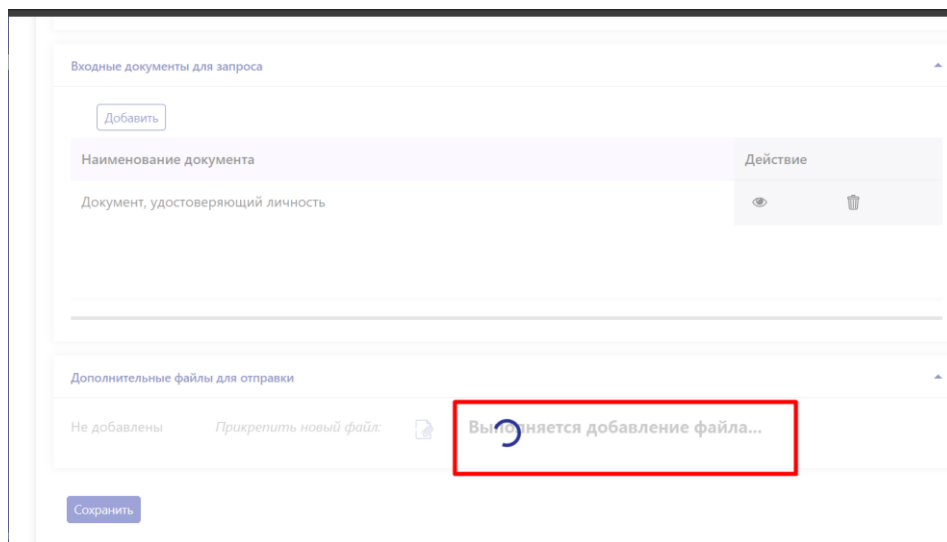 Входные документы для запроса
Добавить
Наименование документа Действие
Документ, удостоверяющий личность
Дополнительные файлы для отправки
Не добавлены Прикрепить новый файл: Выполняется добавление файла...
Сохранить